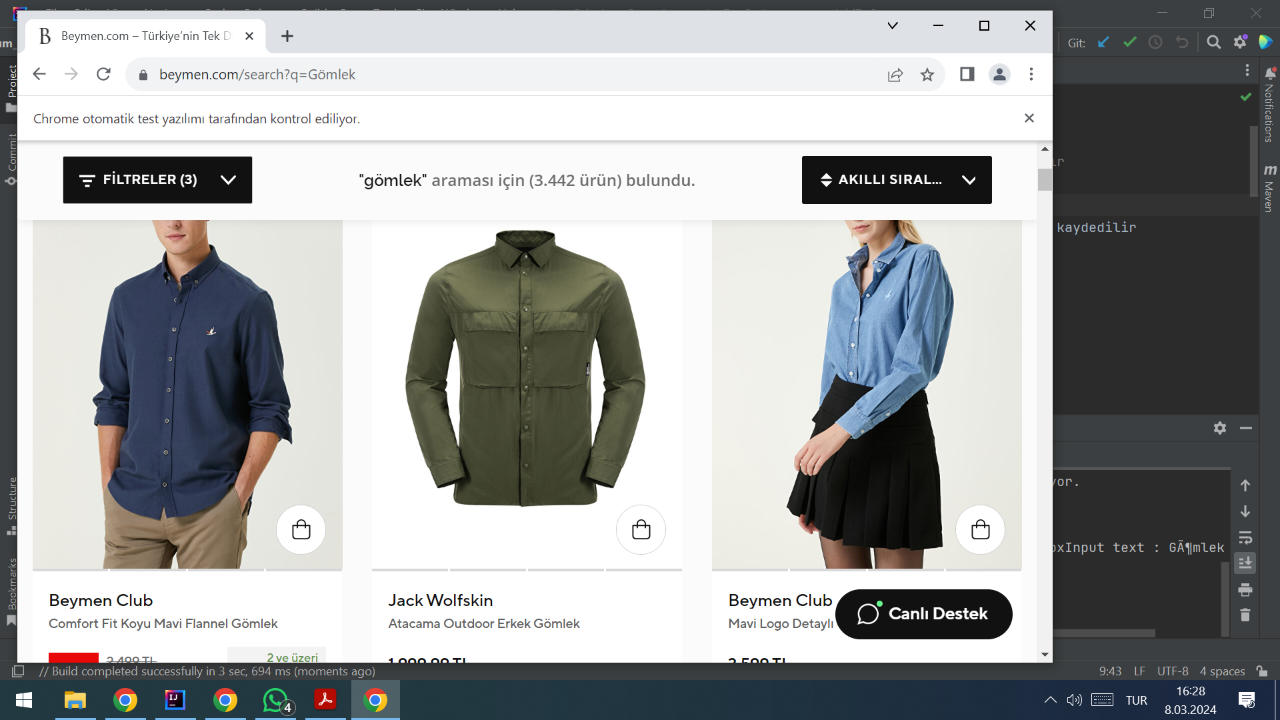 Beymen.com – Türkiye'nin Tek D
beymen.com/search?q=Gömlek
Chrome otomatik test yazılımı tarafından kontrol ediliyor.
FİLTRELER (3)
"gömlek" araması için (3.442 ürün) bulundu.
AKILLI SIRAL...
Beymen Club
Comfort Fit Koyu Mavi Flannel Gömlek
2.499 TL
2 ve üzeri
Jack Wolfskin
Atacama Outdoor Erkek Gömlek
1.999,99 TL
Beymen Club
Mavi Logo Detaylı
3.599 TL
Canlı Destek
Git:
Project
Commit
Structure
Bookmarks
Notifications
m
Maven
kaydedilir
yor.
oxInput text : GÃ¶mlek
// Build completed successfully in 3 sec, 694 ms (moments ago)
9:43 LF UTF-8 4 spaces
4
TUR
16:28
8.03.2024